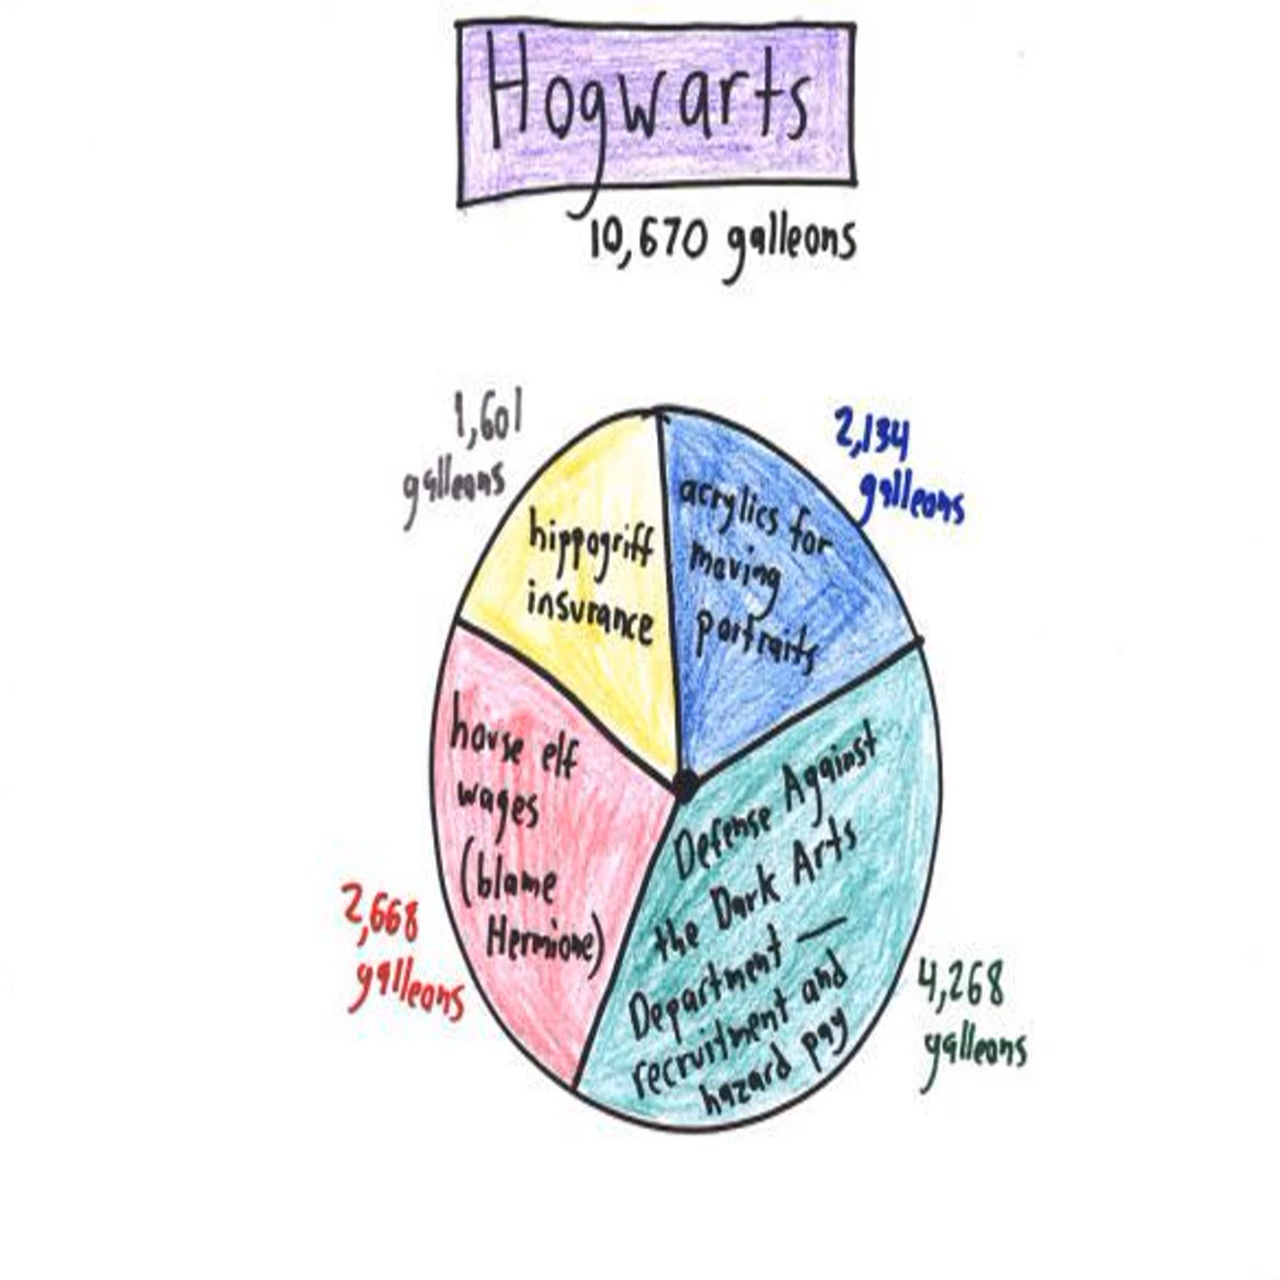 Hogwarts
10,670 galleons
1,601
galleons
2,134
galleons
hippogriff
insurance
acrylics for
moving
portraits
house elf
wages
(blame
Hermione)
Defense Against
the Dark Arts
Department —
recruitment and
hazard pay
2,668
galleons
4,268
galleons